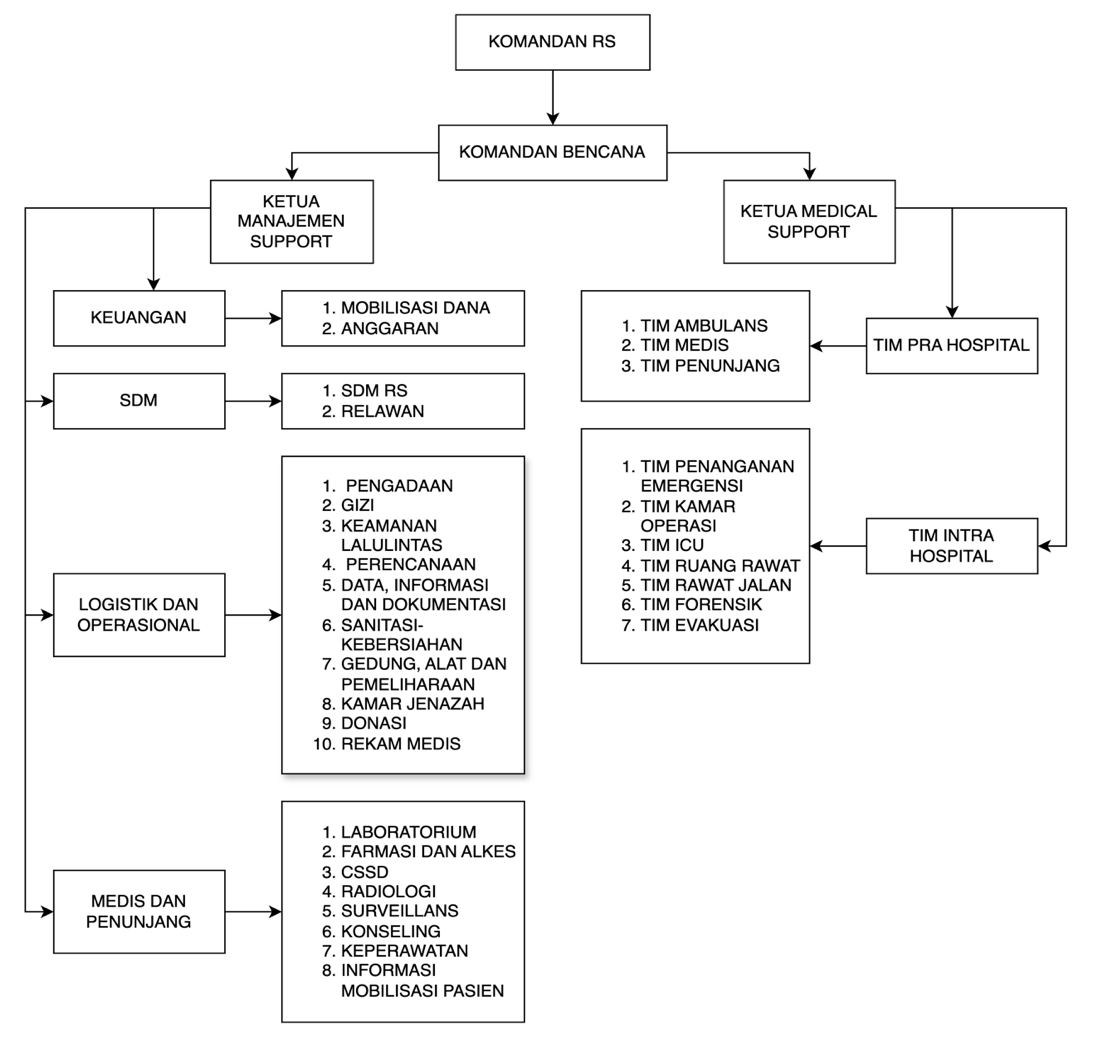 KOMANDAN RS
KOMANDAN BENCANA
KETUA
MANAJEMEN
SUPPORT
KETUA MEDICAL
SUPPORT
KEUANGAN
1. MOBILISASI DANA
2. ANGGARAN
SDM
1. SDM RS
2. RELAWAN
LOGISTIK DAN
OPERASIONAL
1. PENGADAAN
2. GIZI
3. KEAMANAN
LALULINTAS
4. PERENCANAAN
5. DATA, INFORMASI
DAN DOKUMENTASI
6. SANITASI-
KEBERSIAHAN
7. GEDUNG, ALAT DAN
PEMELIHARAAN
8. KAMAR JENAZAH
9. DONASI
10. REKAM MEDIS
MEDIS DAN
PENUNJANG
1. LABORATORIUM
2. FARMASI DAN ALKES
3. CSSD
4. RADIOLOGI
5. SURVEILLANS
6. KONSELING
7. KEPERAWATAN
8. INFORMASI
MOBILISASI PASIEN
TIM PRA HOSPITAL
1. TIM AMBULANS
2. TIM MEDIS
3. TIM PENUNJANG
TIM INTRA
HOSPITAL
1. TIM PENANGANAN
EMERGENSI
2. TIM KAMAR
OPERASI
3. TIM ICU
4. TIM RUANG RAWAT
5. TIM RAWAT JALAN
6. TIM FORENSIK
7. TIM EVAKUASI